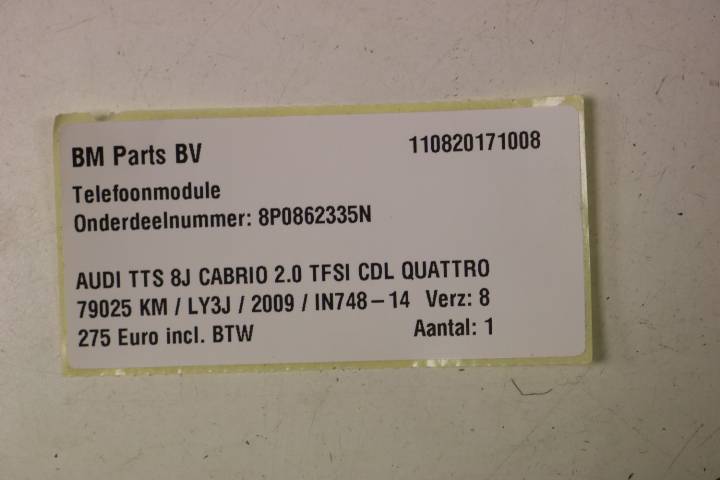 BM Parts BV 110820171008
Telefoonmodule
Onderdeelnummer: 8P0862335N
AUDI TTS 8J CABRIO 2.0 TFSI CDL QUATTRO
79025 KM / LY3J / 2009 / IN748-14 Verz: 8
275 Euro incl. BTW Aantal: 1